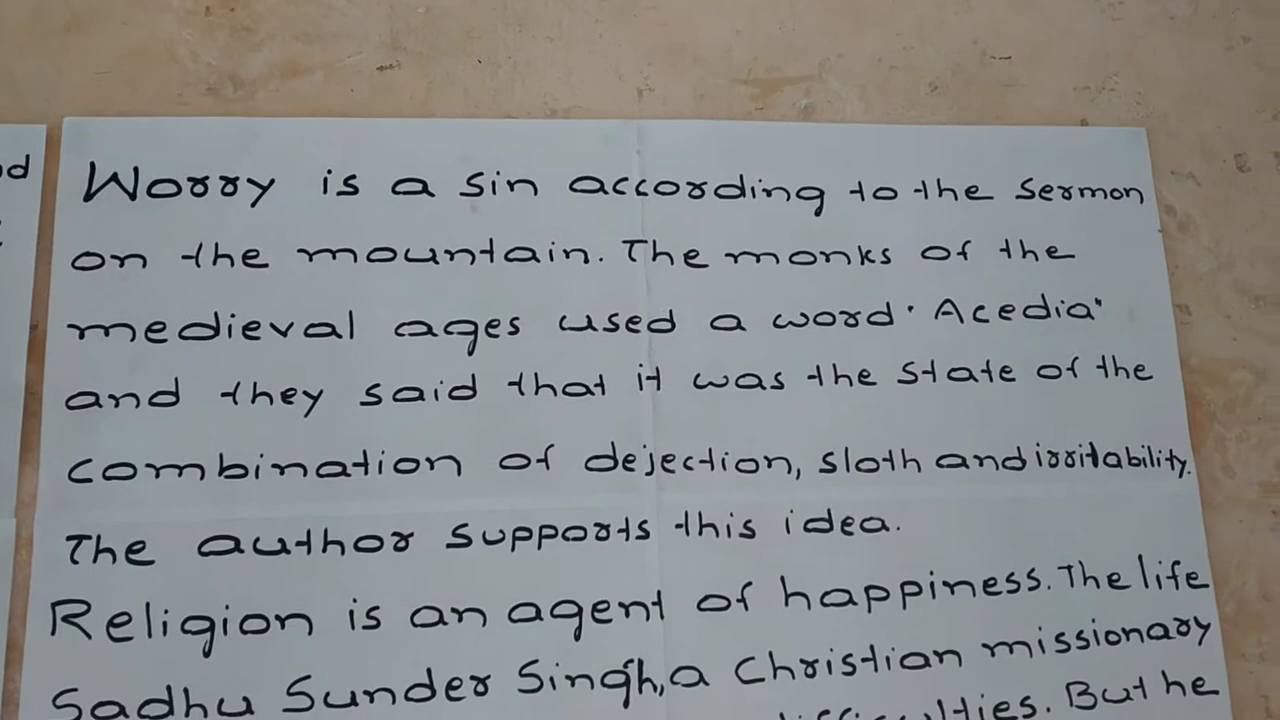 Worry is a sin according to the sermon
on the mountain. The monks of the
medieval ages used a word 'Acedia'
and they said that it was the state of the
combination of dejection, sloth and irritability.
The author supports this idea.
Religion is an agent of happiness. The life
Sadhu Sunder Singh, a Christian missionary
But he